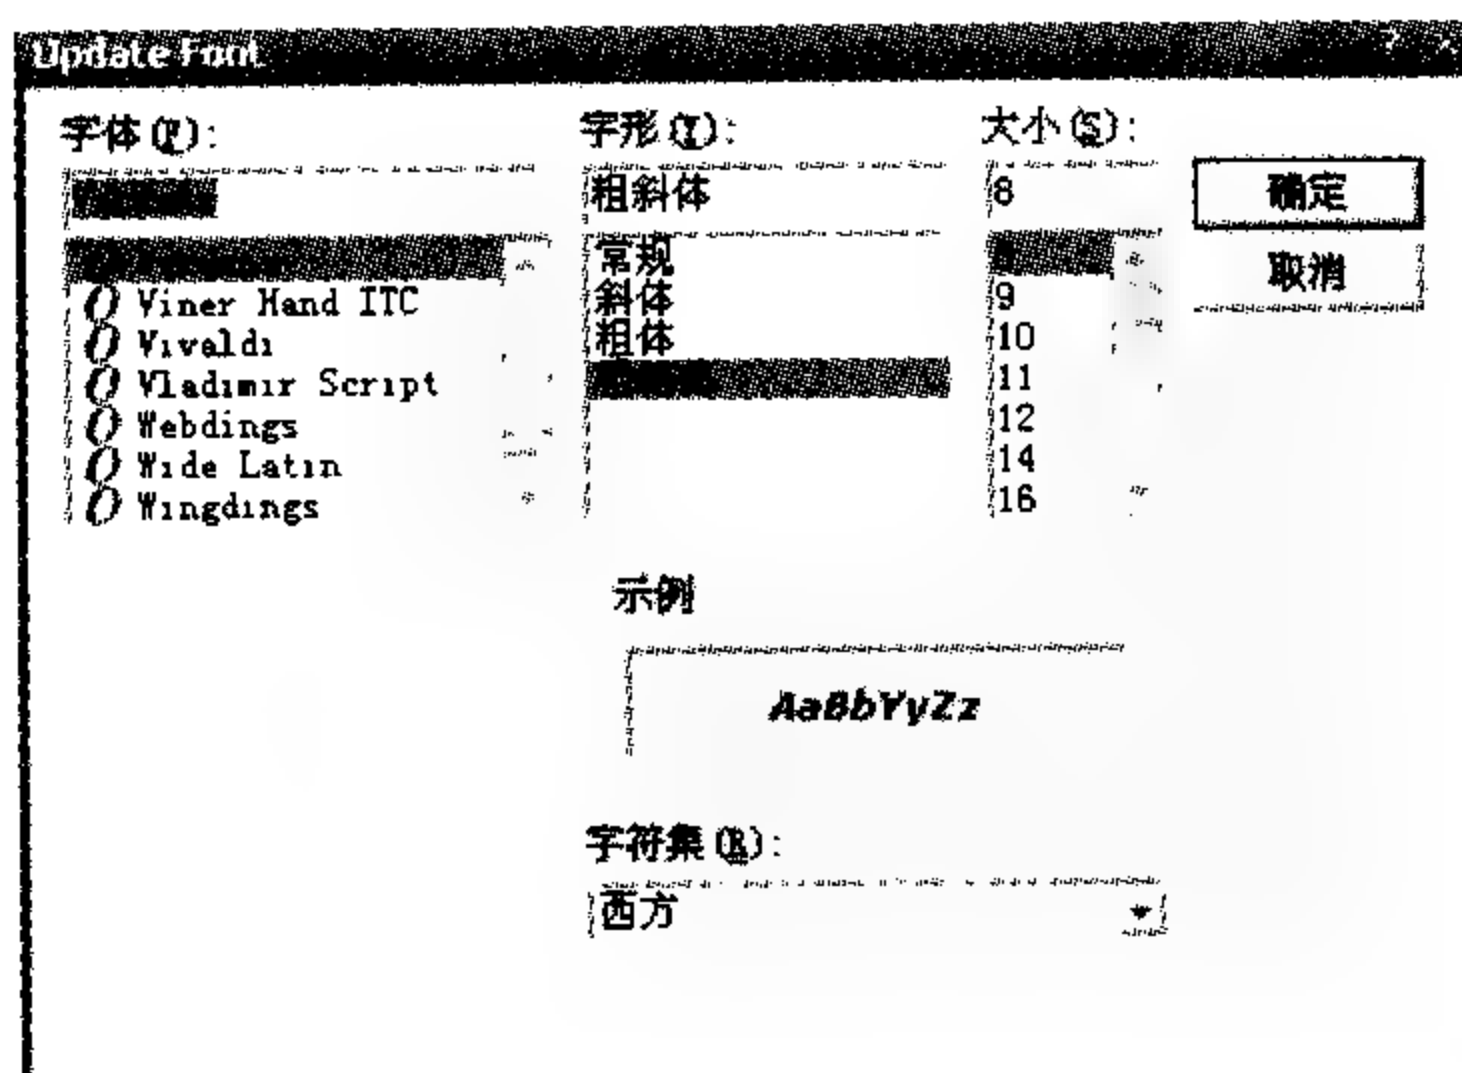 Update Font
字体(F):
字形(Y):
大小(S):
粗斜体
8
确定
取消
Viner Hand ITC
Vivaldi
Vladimir Script
Webdings
Wide Latin
Wingdings
常规
斜体
粗体
9
10
11
12
14
16
示例
AaBbYyZz
字符集(R):
西方